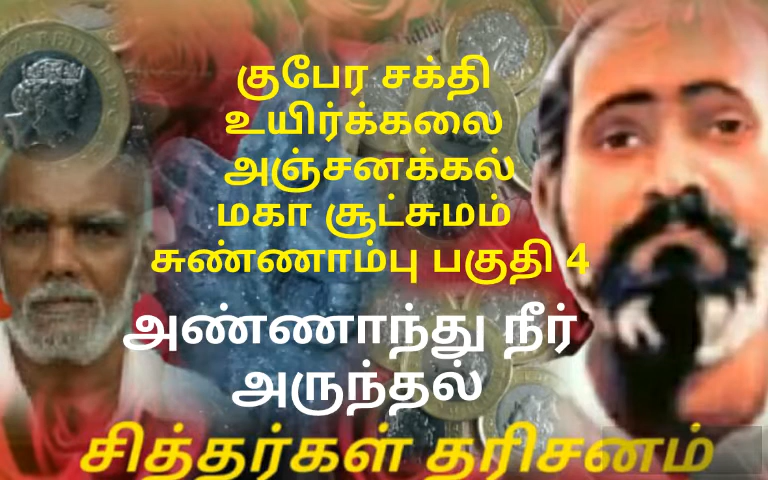 குபேர சக்தி
உயிர்க்கலை
அஞ்சனக்கல்
மகா சூட்சுமம்
சுண்ணாம்பு பகுதி 4
அண்ணாந்து நீர்
அருந்தல்
சித்தர்கள் தரிசனம்